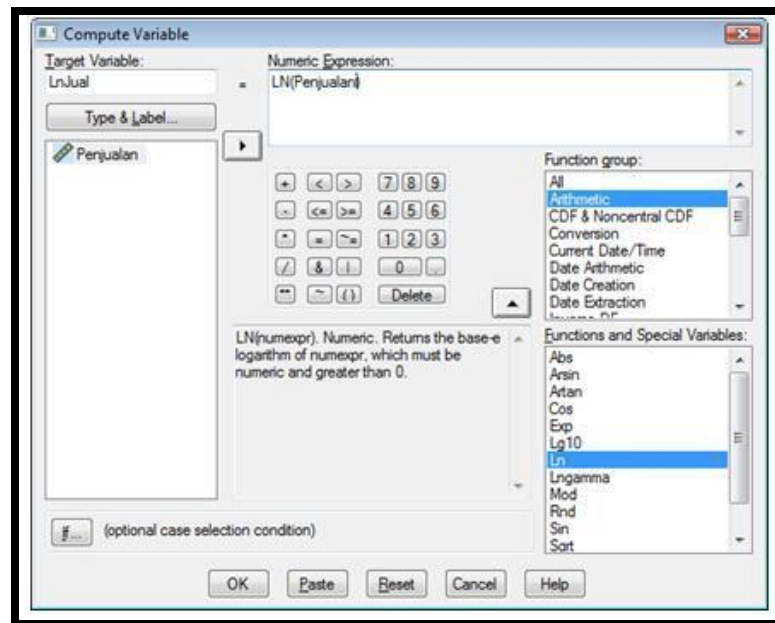 Compute Variable
Target Variable:
LnJual
=
Numeric Expression:
LN(Penjualan)
Type & Label...
Penjualan
+ < > 7 8 9
- <= >= 4 5 6
* = ~= 1 2 3
/ & | 0 .
** ~ () Delete
Function group:
All
Arithmetic
CDF & Noncentral CDF
Conversion
Current Date/Time
Date Arithmetic
Date Creation
Date Extraction
LN(numexpr). Numeric. Returns the base-e
logarithm of numexpr, which must be
numeric and greater than 0.
Functions and Special Variables:
Abs
Arsin
Artan
Cos
Exp
Lg10
Ln
Lngamma
Mod
Rnd
Sin
Sqrt
If... (optional case selection condition)
OK Paste Reset Cancel Help